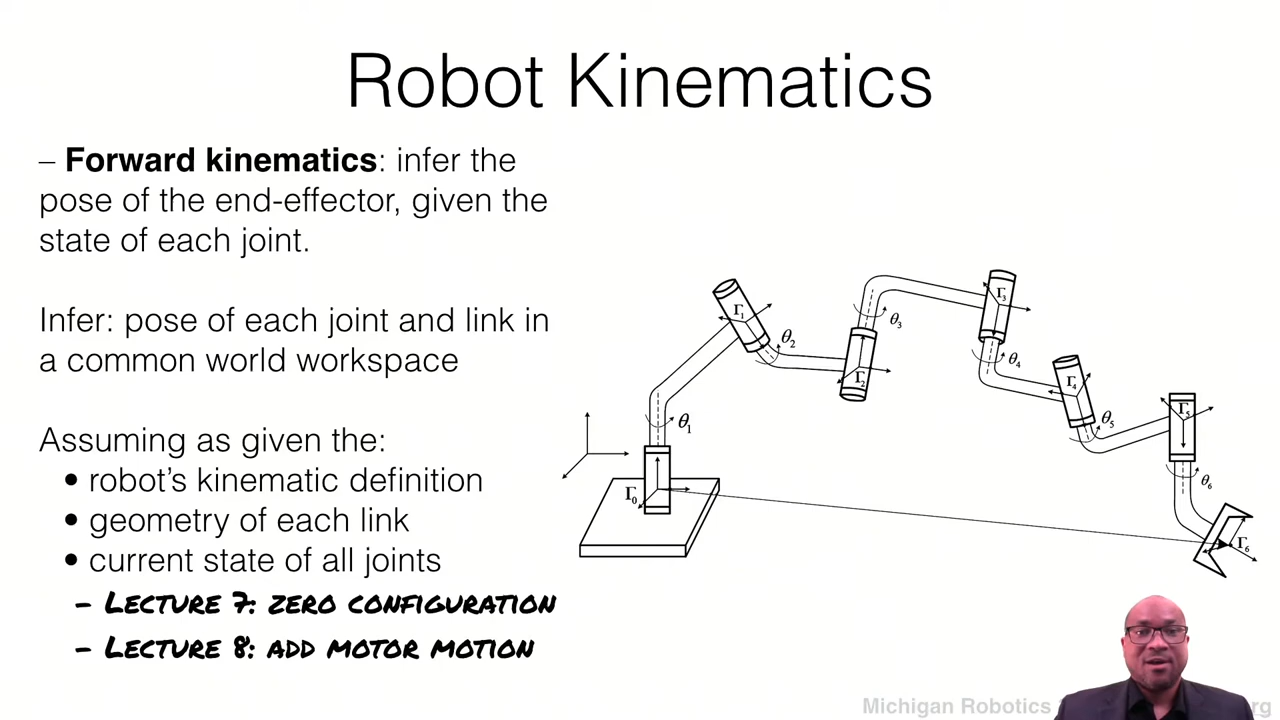 Robot Kinematics
– Forward kinematics: infer the
pose of the end-effector, given the
state of each joint.
Infer: pose of each joint and link in
a common world workspace
Assuming as given the:
• robot’s kinematic definition
• geometry of each link
• current state of all joints
– Lecture 7: zero configuration
– Lecture 8: add motor motion
Γ₀
θ₁
Γ₁
θ₂
Γ₂
θ₃
Γ₃
θ₄
Γ₄
θ₅
Γ₅
θ₆
Γ₆
Michigan Robotics